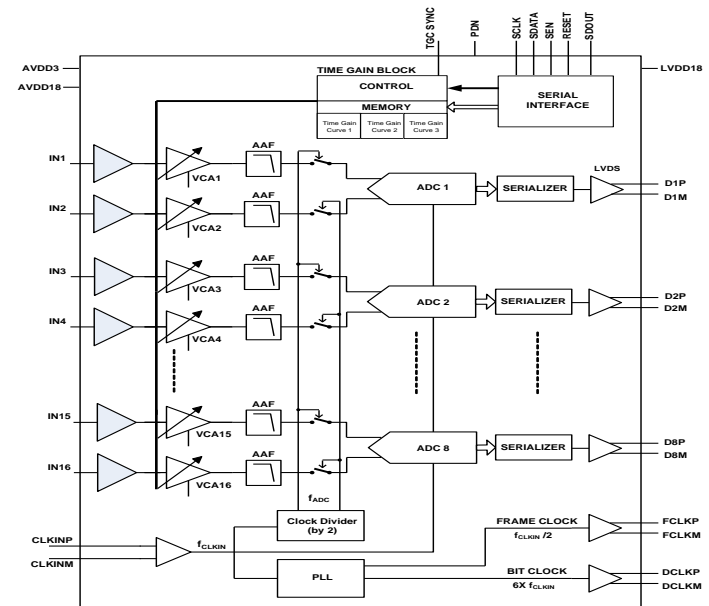 TGC SYNC
PDN
SCLK
SDATA
SEN
RESET
SDOUT
AVDD3
AVDD18
LVDD18
TIME GAIN BLOCK
CONTROL
MEMORY
Time Gain Curve 1
Time Gain Curve 2
Time Gain Curve 3
SERIAL
INTERFACE
IN1
VCA1
AAF
ADC 1
SERIALIZER
LVDS
D1P
D1M
IN2
VCA2
AAF
IN3
VCA3
AAF
ADC 2
SERIALIZER
D2P
D2M
IN4
VCA4
AAF
IN15
VCA15
AAF
ADC 8
SERIALIZER
D8P
D8M
IN16
VCA16
AAF
fADC
Clock Divider
(by 2)
CLKINP
CLKINM
fCLKIN
PLL
FRAME CLOCK
fCLKIN /2
FCLKP
FCLKM
BIT CLOCK
6X fCLKIN
DCLKP
DCLKM